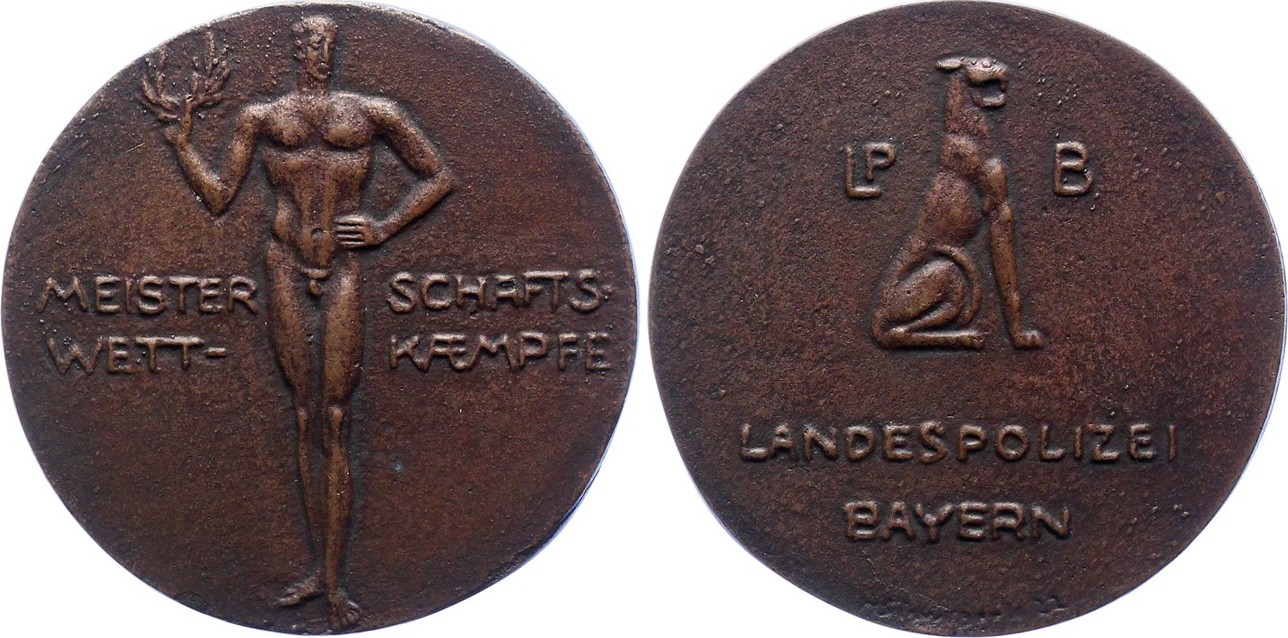 MEISTER SCHAFTS-
WETT- KÆMPFE
LP B
LANDESPOLIZEI
BAYERN